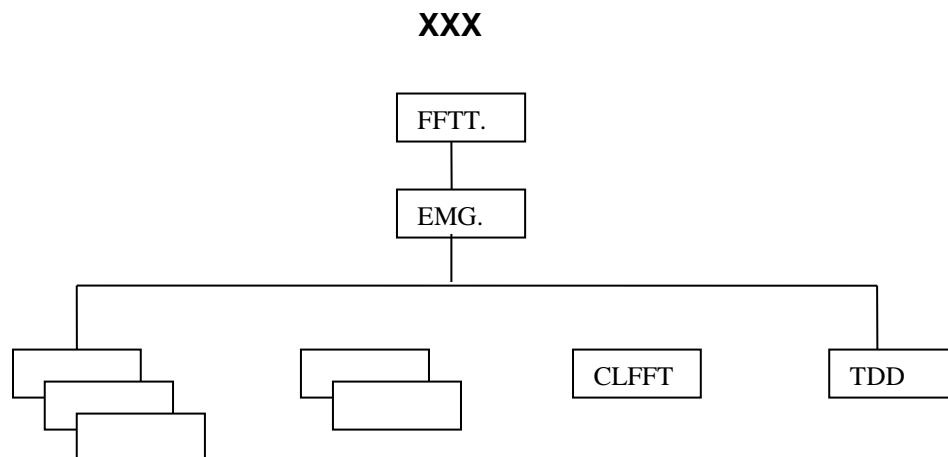 XXX
FFTT.
EMG.
CLFFT
TDD